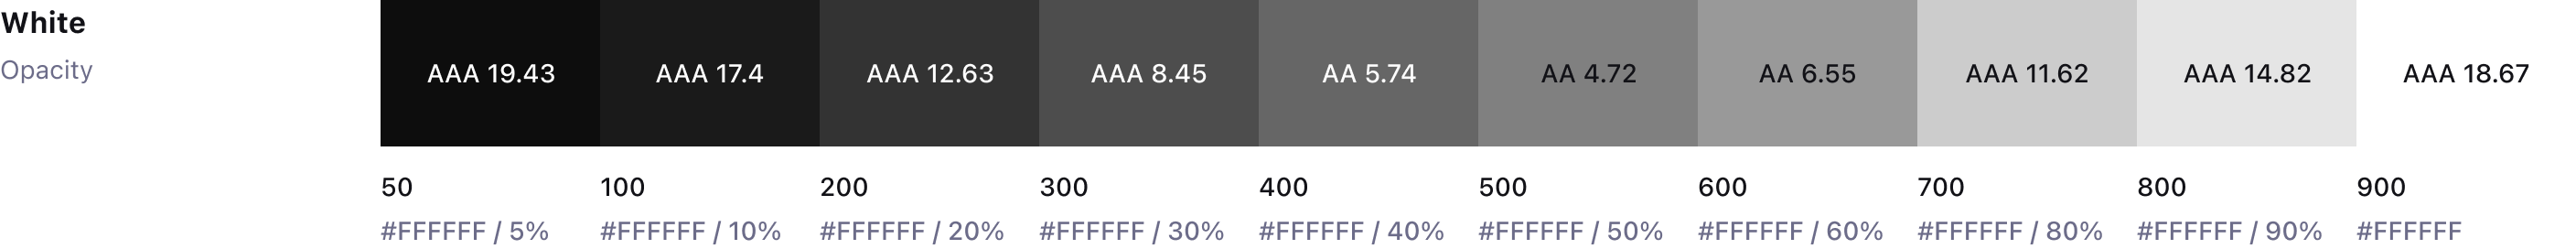 White
Opacity
AAA 19.43 AAA 17.4 AAA 12.63 AAA 8.45 AA 5.74 AA 4.72 AA 6.55 AAA 11.62 AAA 14.82 AAA 18.67
50 100 200 300 400 500 600 700 800 900
#FFFFFF / 5% #FFFFFF / 10% #FFFFFF / 20% #FFFFFF / 30% #FFFFFF / 40% #FFFFFF / 50% #FFFFFF / 60% #FFFFFF / 80% #FFFFFF / 90% #FFFFFF